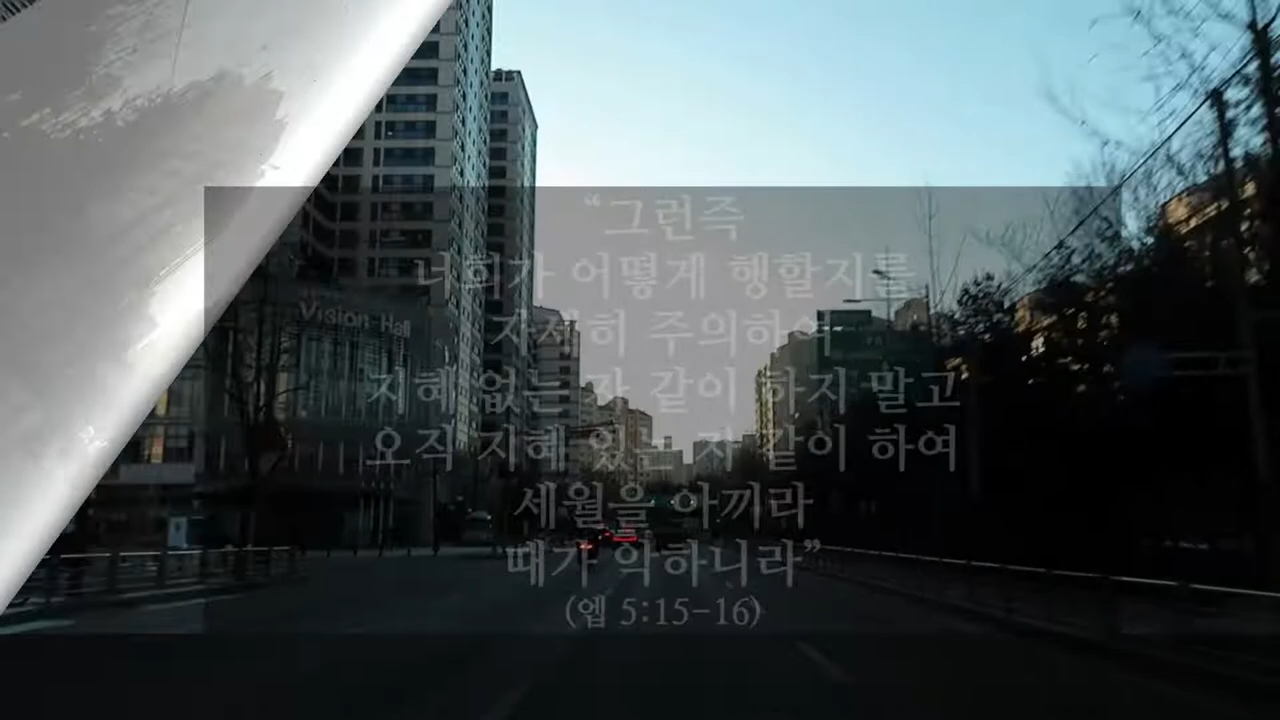 “그런즉
너희가 어떻게 행할지를
자세히 주의하여
지혜 없는 자 같이 하지 말고
오직 지혜 있는 자 같이 하여
세월을 아끼라
때가 악하니라”
(엡 5:15-16)
Vision Hall